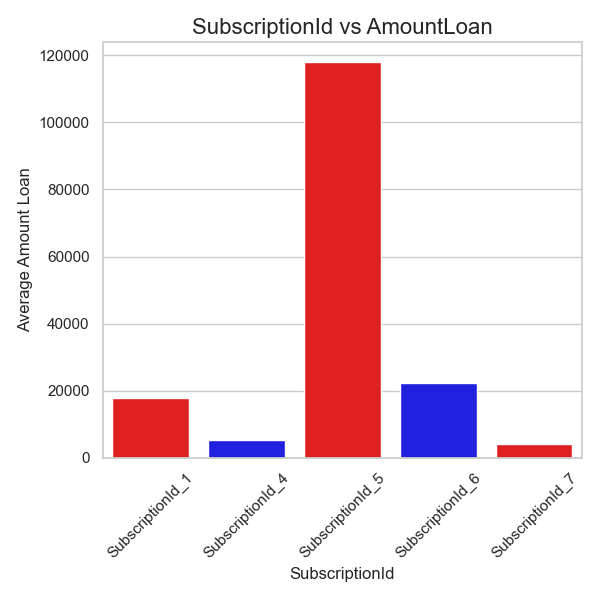 SubscriptionId vs AmountLoan
Average Amount Loan
120000
100000
80000
60000
40000
20000
0
SubscriptionId_1
SubscriptionId_4
SubscriptionId_5
SubscriptionId_6
SubscriptionId_7
SubscriptionId